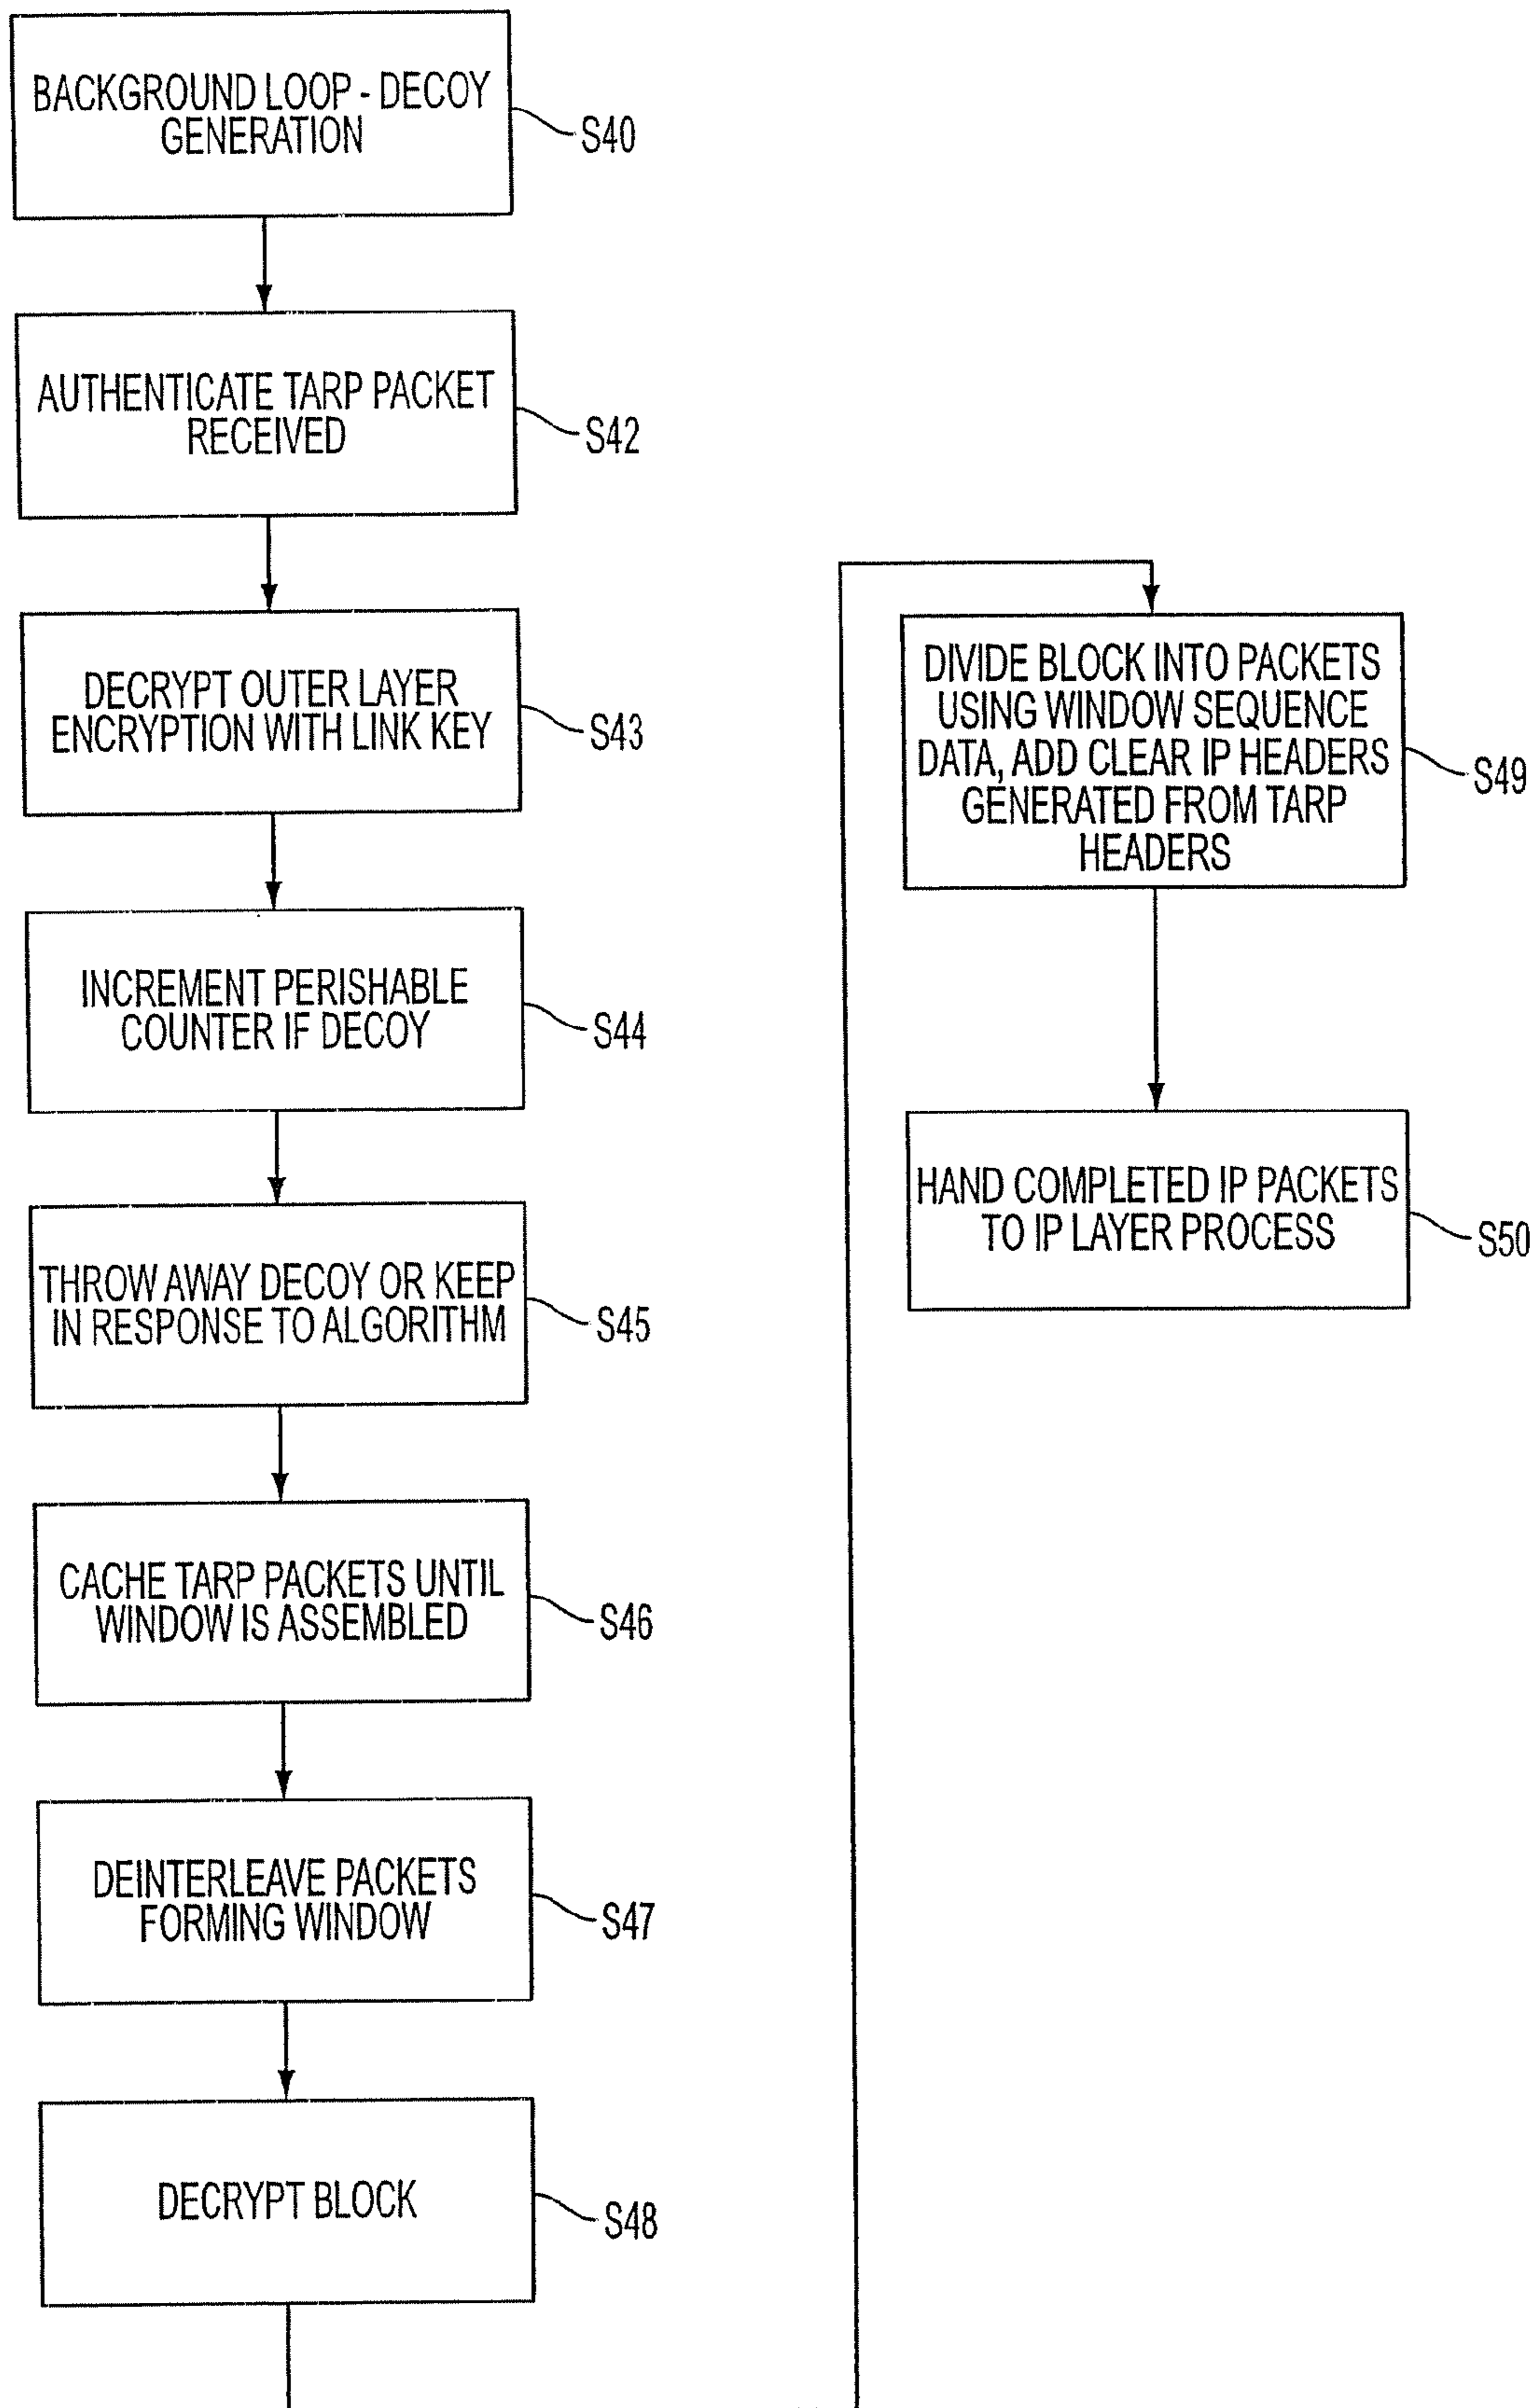 BACKGROUND LOOP - DECOY
GENERATION
S40
AUTHENTICATE TARP PACKET
RECEIVED
S42
DECRYPT OUTER LAYER
ENCRYPTION WITH LINK KEY
S43
INCREMENT PERISHABLE
COUNTER IF DECOY
S44
THROW AWAY DECOY OR KEEP
IN RESPONSE TO ALGORITHM
S45
CACHE TARP PACKETS UNTIL
WINDOW IS ASSEMBLED
S46
DEINTERLEAVE PACKETS
FORMING WINDOW
S47
DECRYPT BLOCK
S48
DIVIDE BLOCK INTO PACKETS
USING WINDOW SEQUENCE
DATA, ADD CLEAR IP HEADERS
GENERATED FROM TARP
HEADERS
S49
HAND COMPLETED IP PACKETS
TO IP LAYER PROCESS
S50